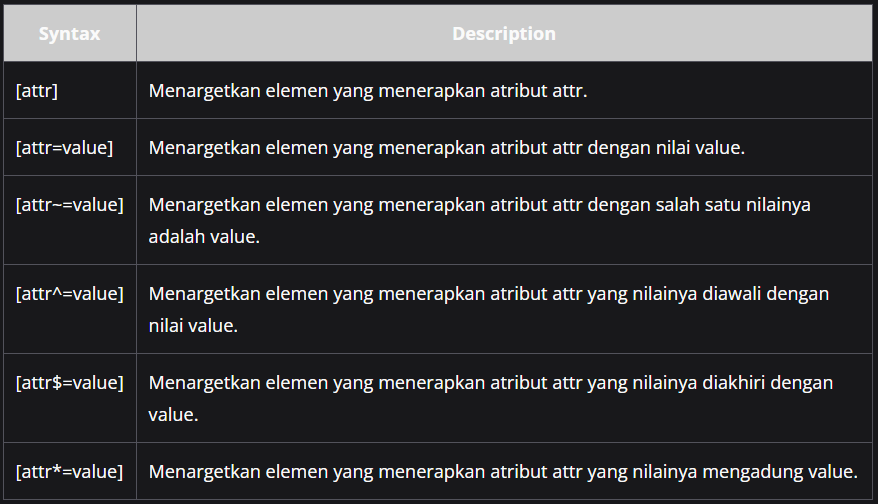 Syntax Description
[attr] Menargetkan elemen yang menerapkan atribut attr.
[attr=value] Menargetkan elemen yang menerapkan atribut attr dengan nilai value.
[attr~=value] Menargetkan elemen yang menerapkan atribut attr dengan salah satu nilainya
adalah value.
[attr^=value] Menargetkan elemen yang menerapkan atribut attr yang nilainya diawali dengan
nilai value.
[attr$=value] Menargetkan elemen yang menerapkan atribut attr yang nilainya diakhiri dengan
value.
[attr*=value] Menargetkan elemen yang menerapkan atribut attr yang nilainya mengadung value.